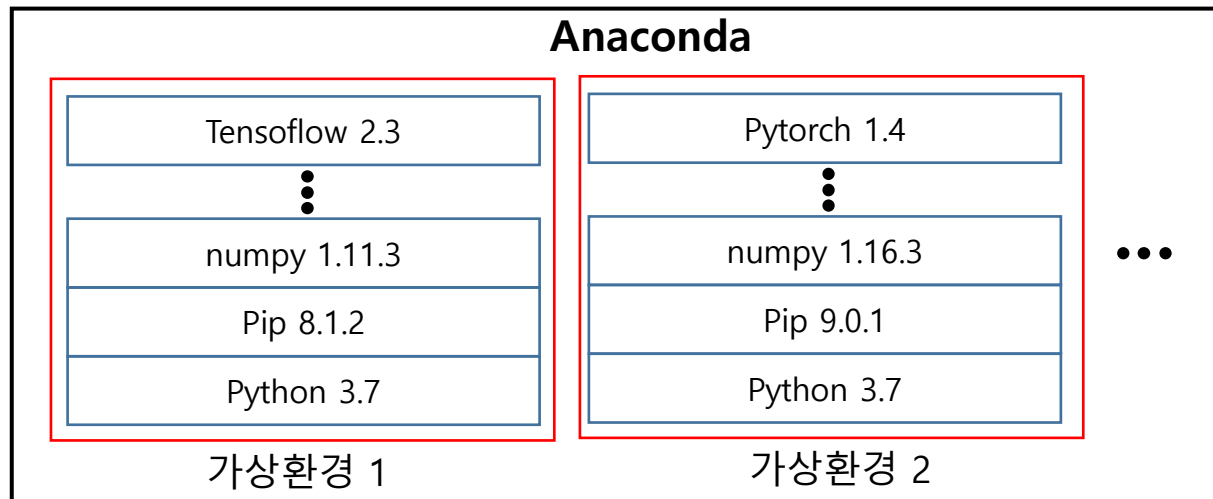 Anaconda
Tensoflow 2.3
numpy 1.11.3
Pip 8.1.2
Python 3.7
가상환경 1
Pytorch 1.4
numpy 1.16.3
Pip 9.0.1
Python 3.7
가상환경 2